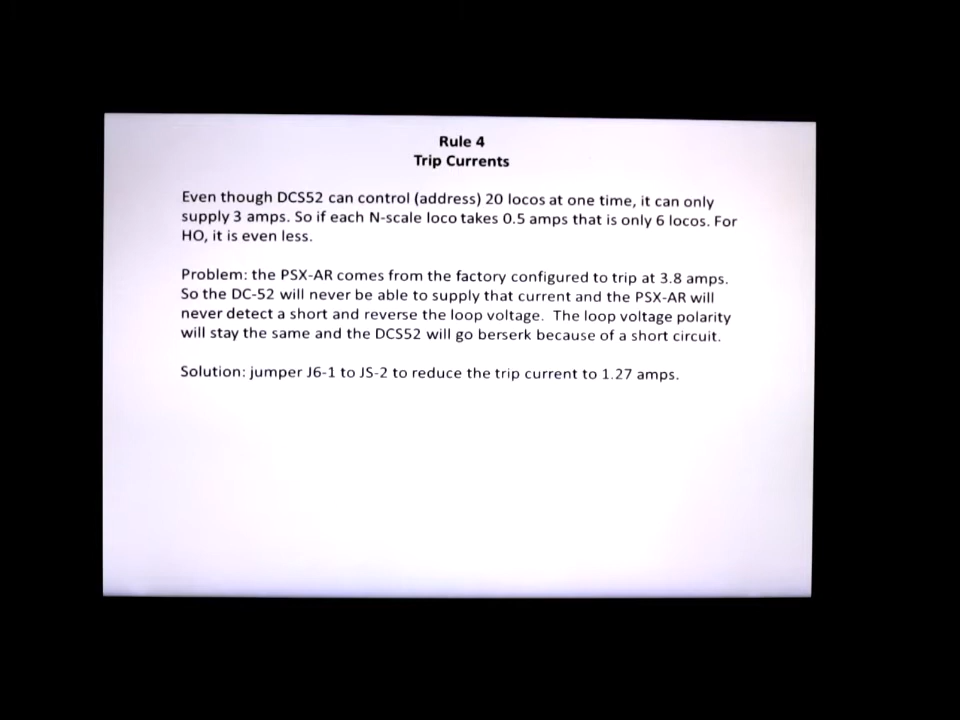 Rule 4
Trip Currents
Even though DCS52 can control (address) 20 locos at one time, it can only
supply 3 amps. So if each N-scale loco takes 0.5 amps that is only 6 locos. For
HO, it is even less.
Problem: the PSX-AR comes from the factory configured to trip at 3.8 amps.
So the DC-52 will never be able to supply that current and the PSX-AR will
never detect a short and reverse the loop voltage.  The loop voltage polarity
will stay the same and the DCS52 will go berserk because of a short circuit.
Solution: jumper J6-1 to JS-2 to reduce the trip current to 1.27 amps.